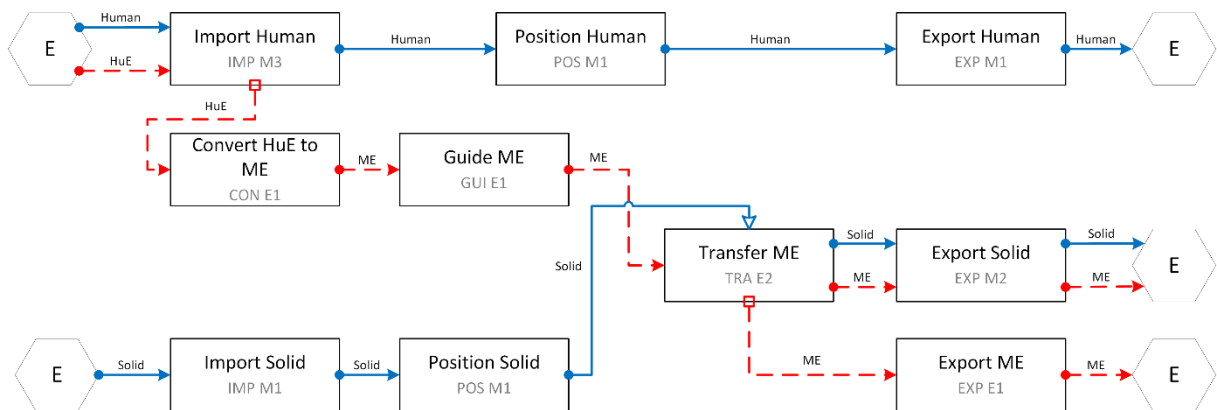 Human
E
HuE
Import Human
IMP M3
Human
Position Human
POS M1
Human
Export Human
EXP M1
Human
E
HuE
Convert HuE to
ME
CON E1
ME
Guide ME
GUI E1
ME
Solid
Transfer ME
TRA E2
Solid
ME
Export Solid
EXP M2
Solid
ME
E
E
Solid
Import Solid
IMP M1
Solid
Position Solid
POS M1
ME
Export ME
EXP E1
ME
E